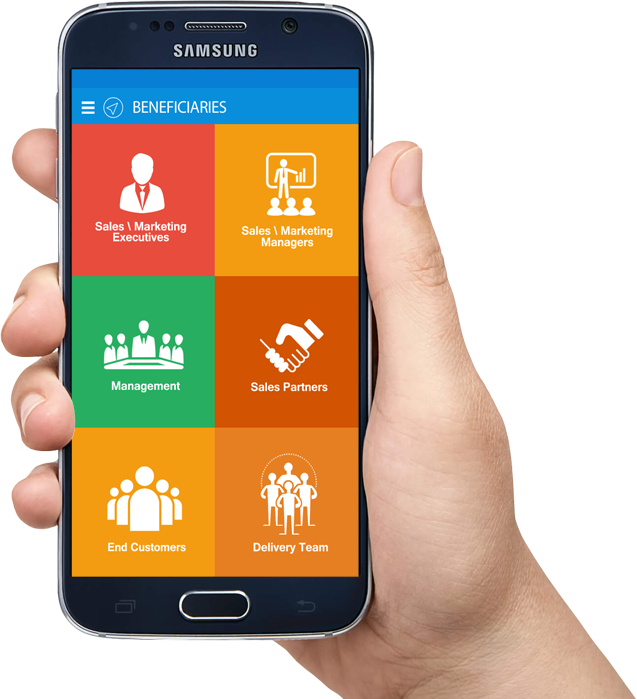 SAMSUNG
BENEFICIARIES
Sales \ Marketing
Executives
Sales \ Marketing
Managers
Management
Sales Partners
End Customers
Delivery Team